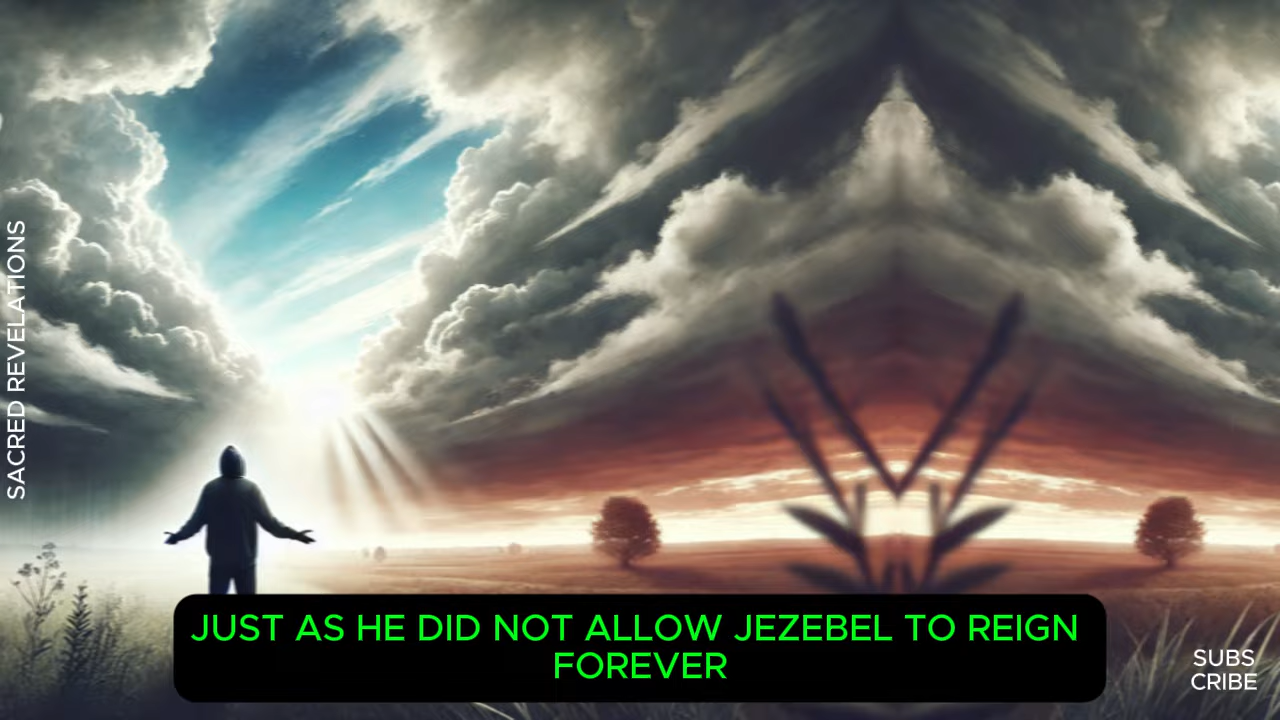 SACRED REVELATIONS
JUST AS HE DID NOT ALLOW JEZEBEL TO REIGN
FOREVER
SUBS
CRIBE